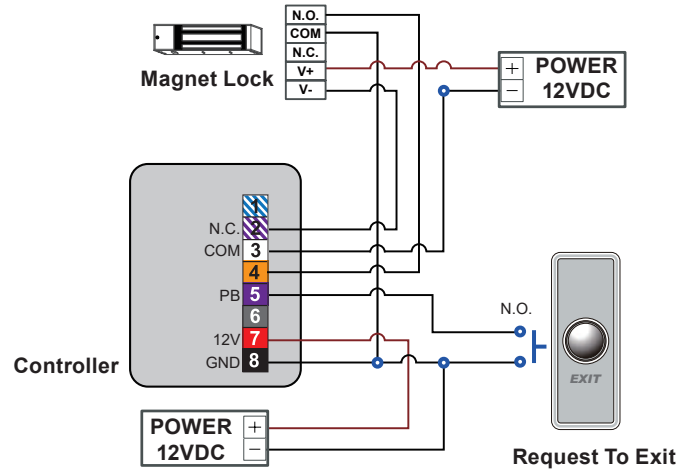 N.O.
COM
N.C.
V+
V-
Magnet Lock
+ POWER
− 12VDC
1
N.C. 2
COM 3
4
PB 5
6
12V 7
GND 8
Controller
N.O.
EXIT
Request To Exit
POWER +
12VDC −